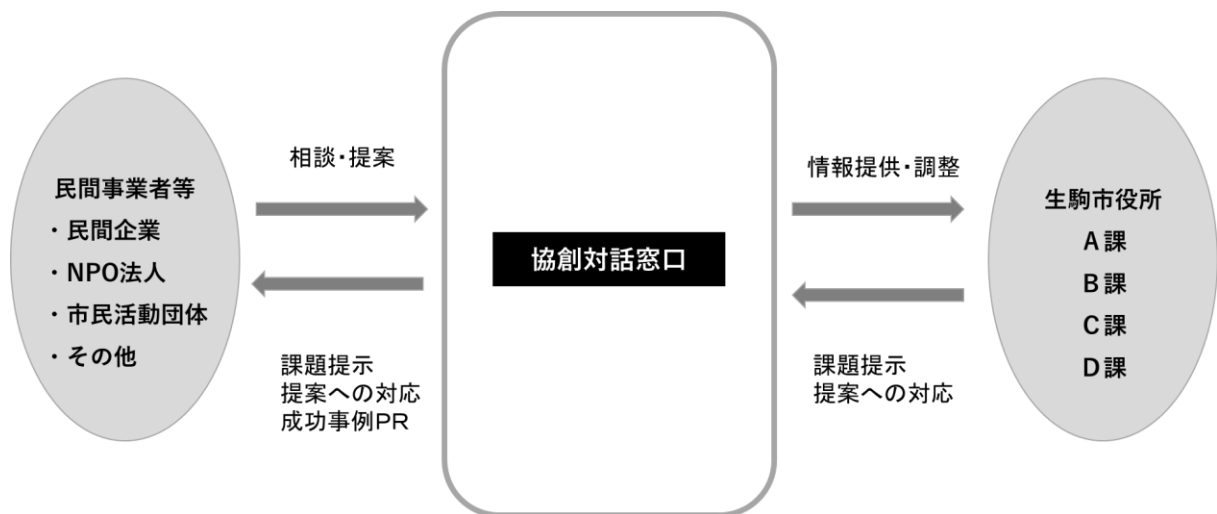 民間事業者等
・民間企業
・NPO法人
・市民活動団体
・その他
相談・提案
課題提示
提案への対応
成功事例PR
協創対話窓口
情報提供・調整
課題提示
提案への対応
生駒市役所
A課
B課
C課
D課